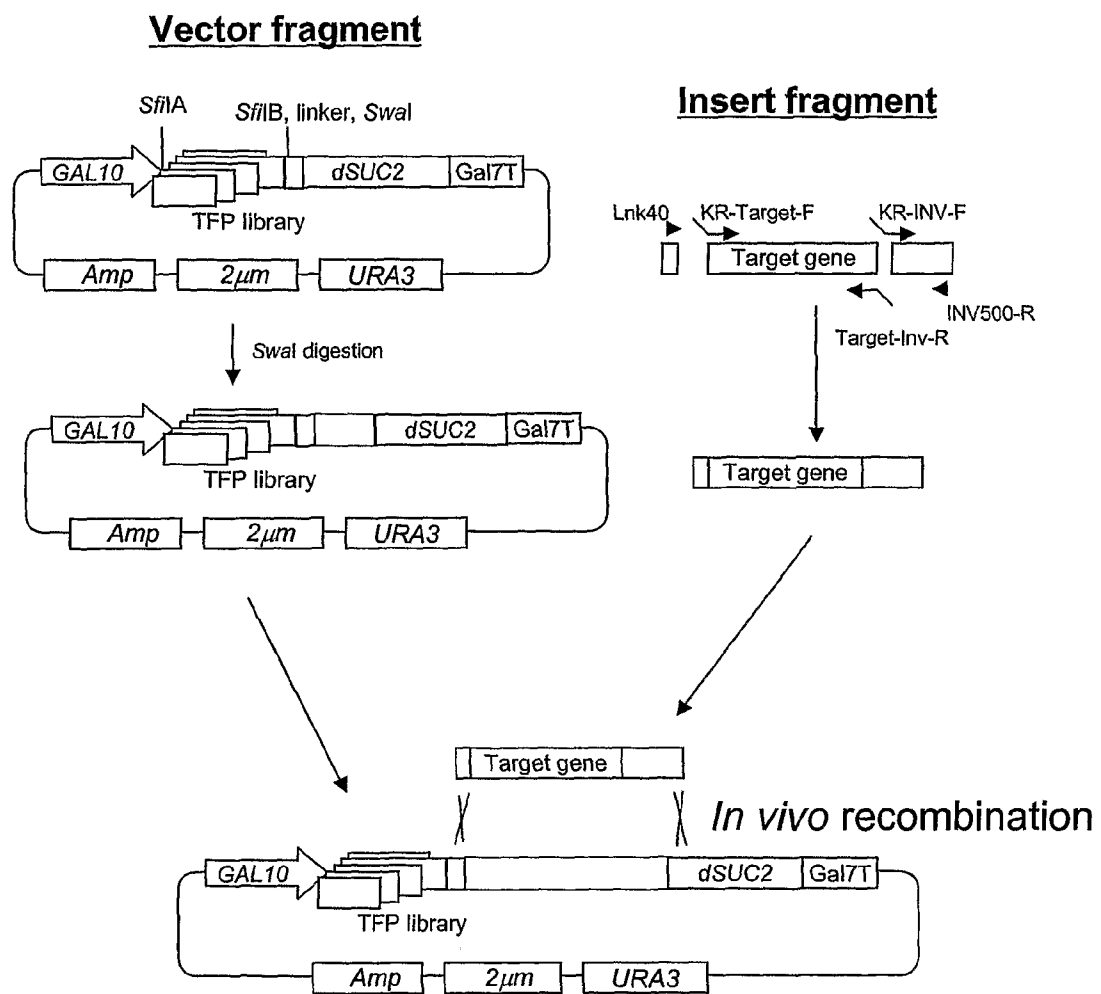 Vector fragment
SfiIA
SfiIB, linker, SwaI
GAL10
dSUC2
Gal7T
TFP library
Amp
2μm
URA3
SwaI digestion
GAL10
dSUC2
Gal7T
TFP library
Amp
2μm
URA3
Insert fragment
Lnk40
KR-Target-F
KR-INV-F
Target gene
INV500-R
Target-Inv-R
Target gene
Target gene
In vivo recombination
GAL10
dSUC2
Gal7T
TFP library
Amp
2μm
URA3